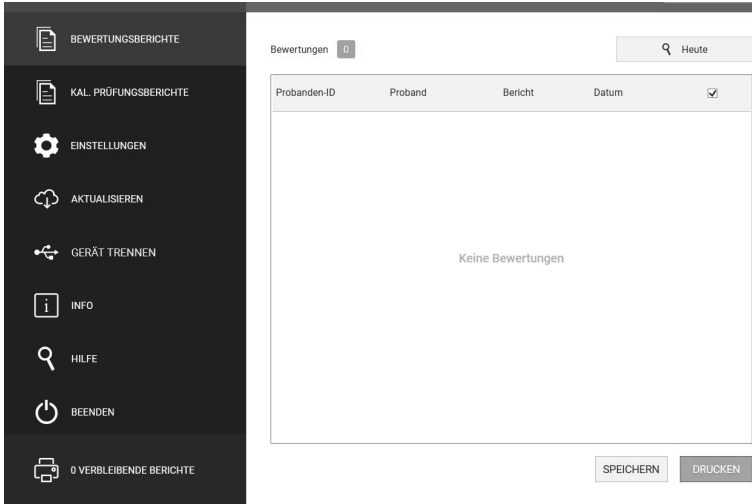 BEWERTUNGSBERICHTE
KAL. PRÜFUNGSBERICHTE
EINSTELLUNGEN
AKTUALISIEREN
GERÄT TRENNEN
i INFO
HILFE
BEENDEN
0 VERBLEIBENDE BERICHTE
Bewertungen 0
Heute
Probanden-ID Proband Bericht Datum
Keine Bewertungen
SPEICHERN DRUCKEN